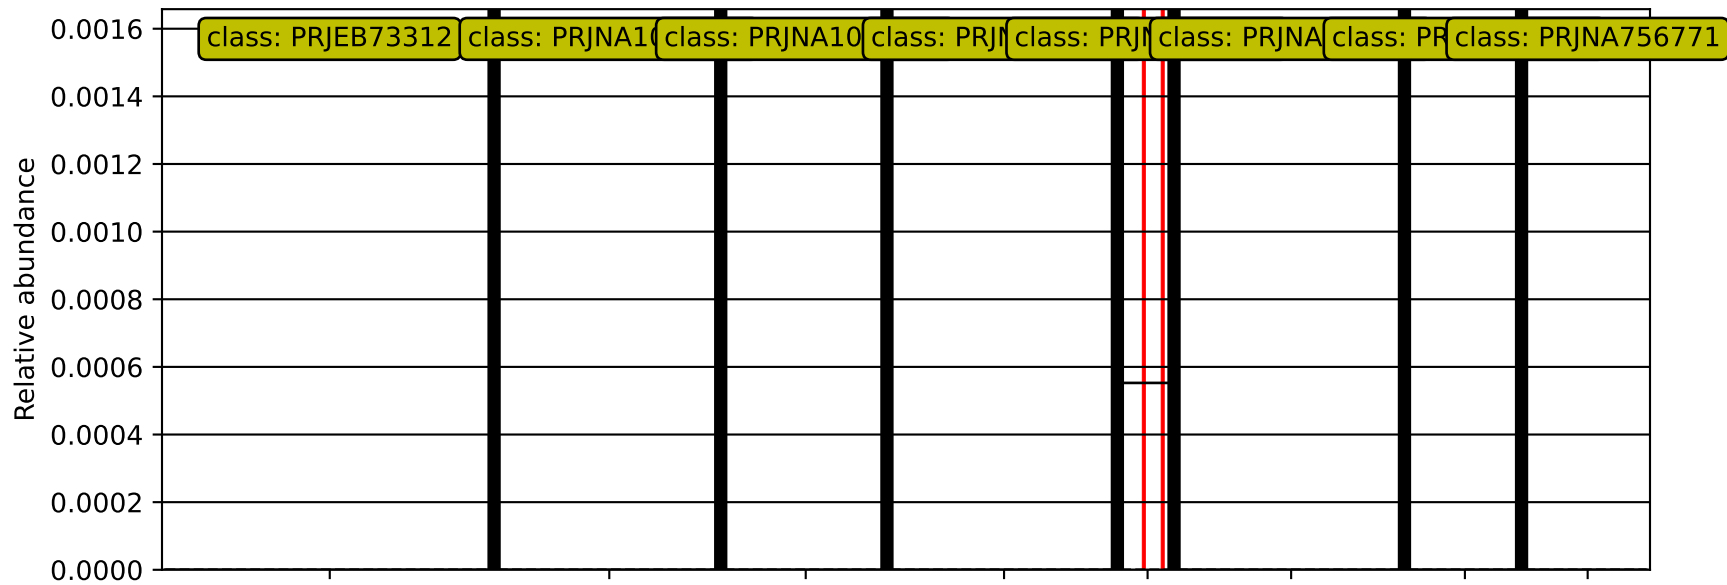 Relative abundance
0.0016
0.0014
0.0012
0.0010
0.0008
0.0006
0.0004
0.0002
0.0000
class: PRJEB73312
class: PRJNA10
class: PRJNA10
class: PRJN
class: PRJN
class: PRJNA
class: PR
class: PRJNA756771